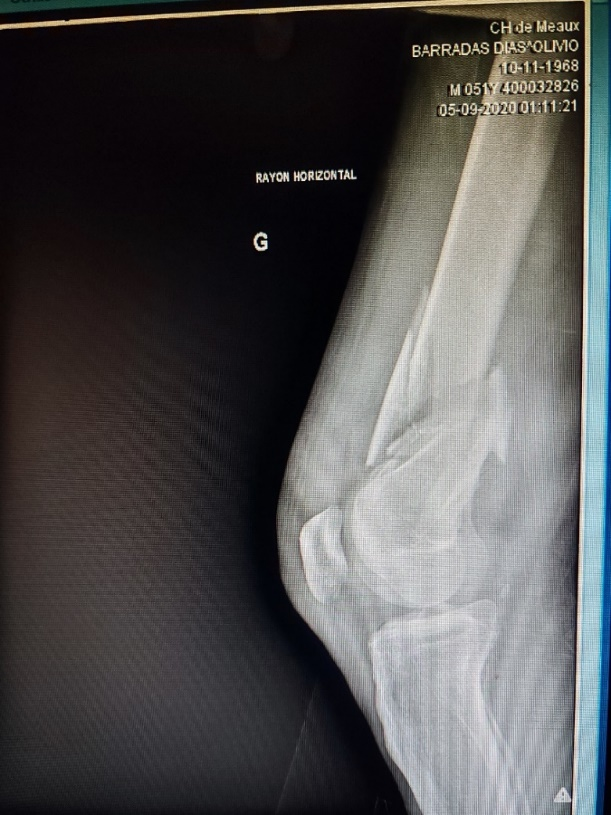 CH de Meaux
BARRADAS DIAS^OLIVIO
10-11-1968
M 051Y 400032826
05-09-2020 01:11:21
RAYON HORIZONTAL
G